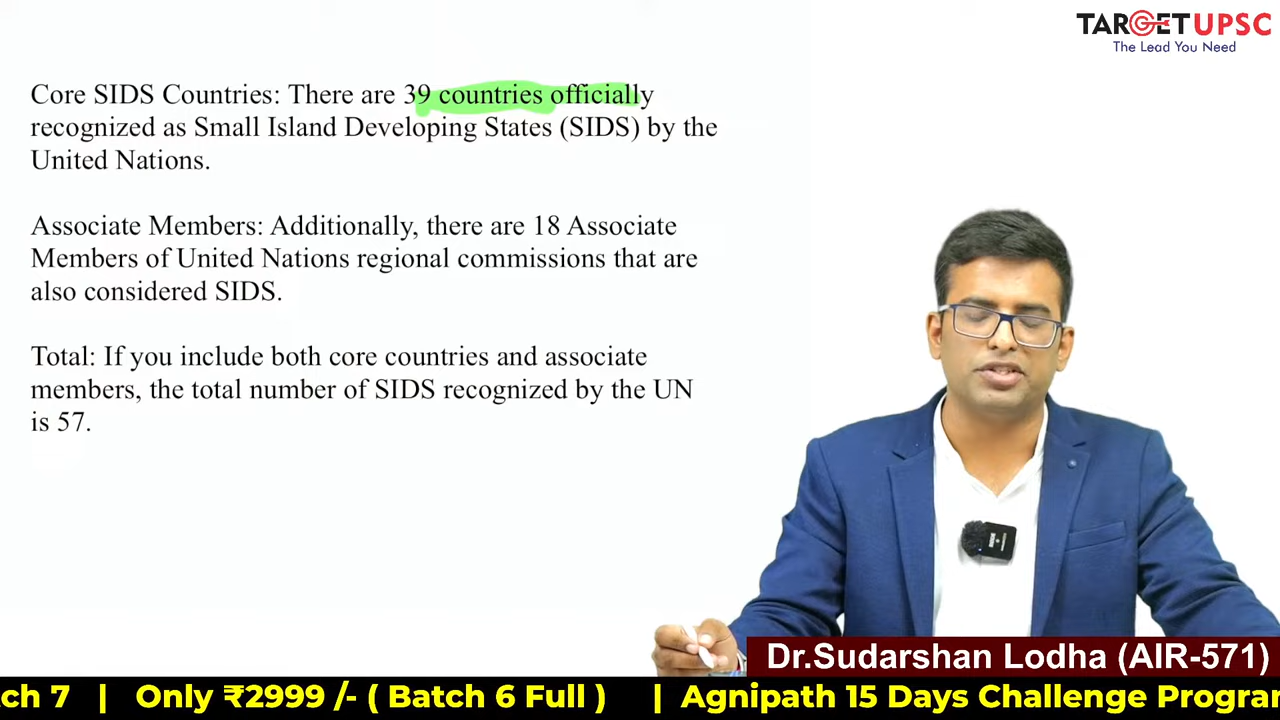 TARGET UPSC
The Lead You Need
Core SIDS Countries: There are 39 countries officially
recognized as Small Island Developing States (SIDS) by the
United Nations.
Associate Members: Additionally, there are 18 Associate
Members of United Nations regional commissions that are
also considered SIDS.
Total: If you include both core countries and associate
members, the total number of SIDS recognized by the UN
is 57.
Dr.Sudarshan Lodha (AIR-571)
ch 7 | Only ₹2999 /- ( Batch 6 Full ) | Agnipath 15 Days Challenge Progra